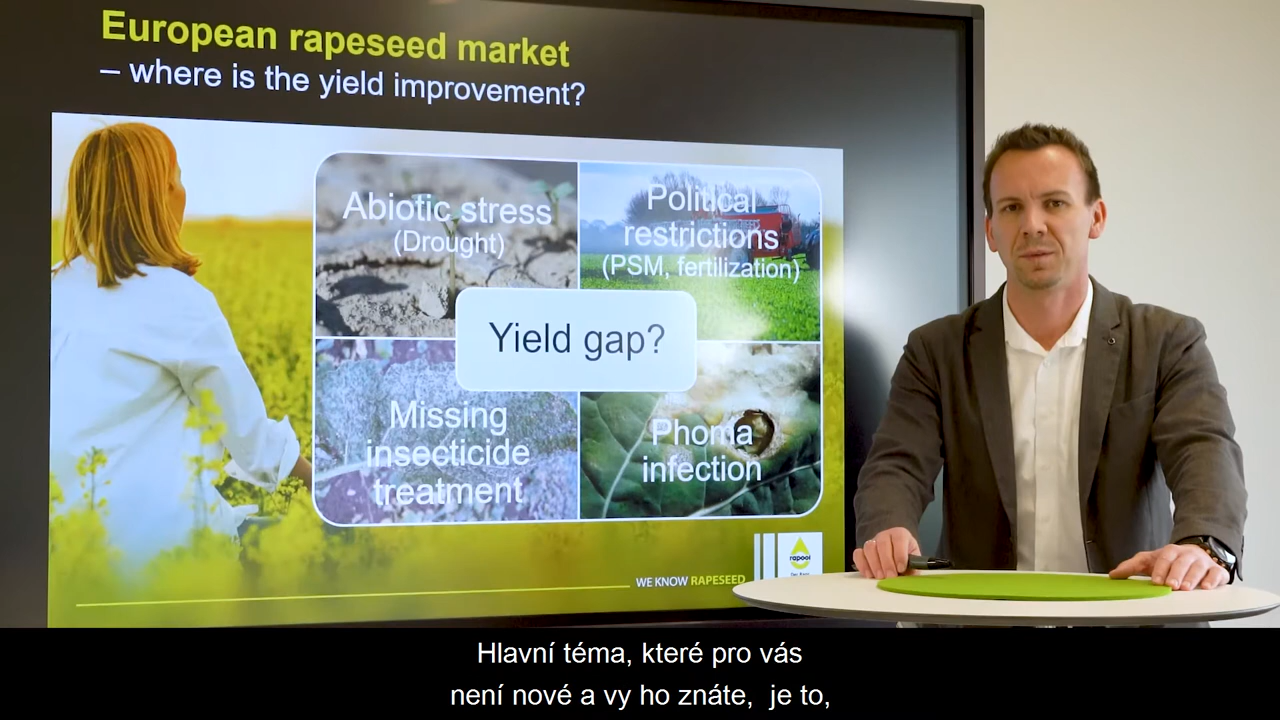 European rapeseed market
– where is the yield improvement?
Abiotic stress
(Drought)
Political
restrictions
(PSM, fertilization)
Yield gap?
Missing
insecticide
treatment
Phoma
infection
rapool
WE KNOW RAPESEED
Hlavní téma, které pro vás
není nové a vy ho znáte, je to,